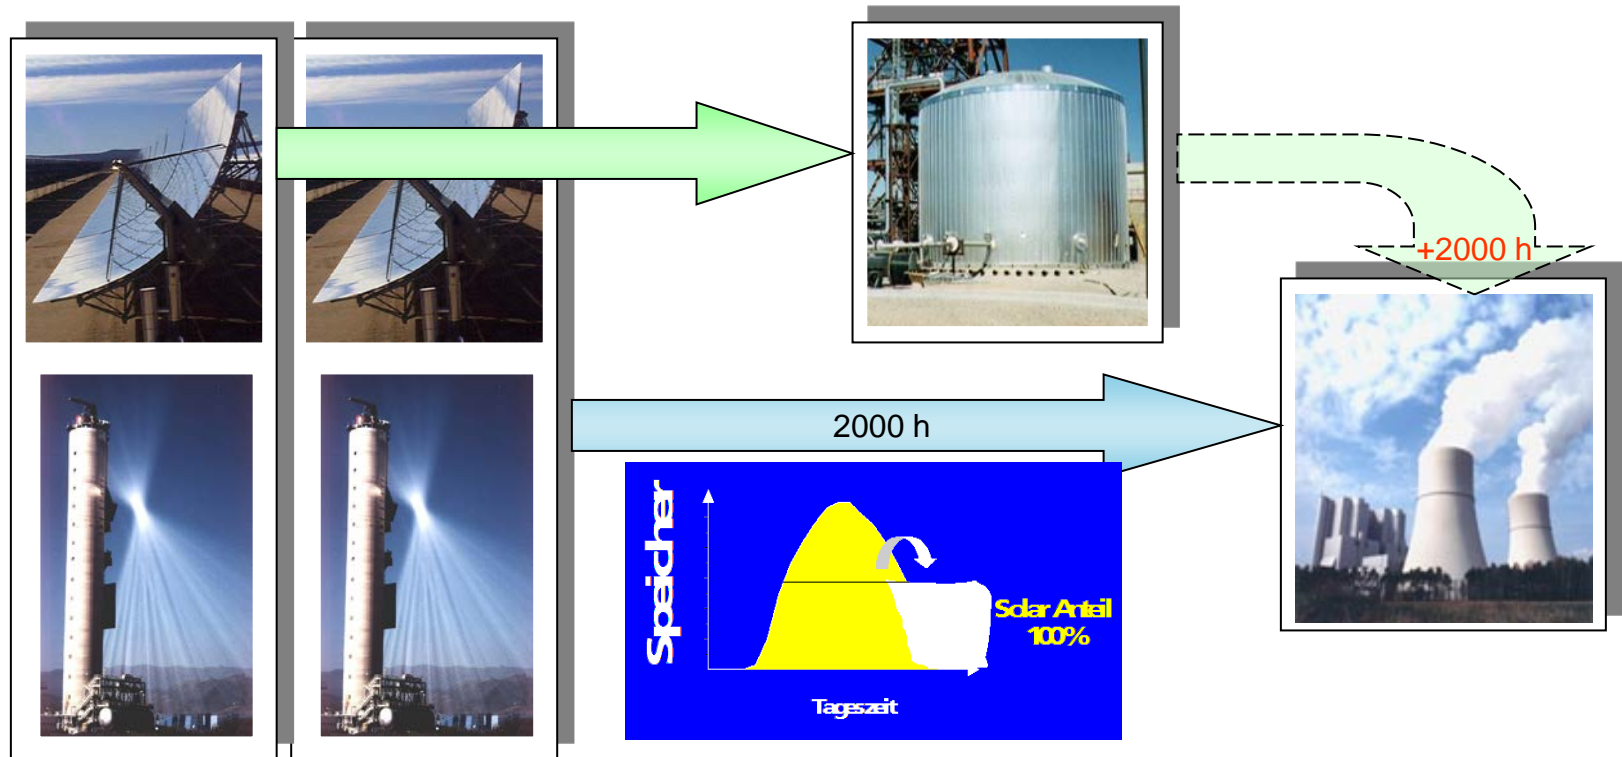 +2000 h
2000 h
Speicher
Solar Anteil
100%
Tageszeit